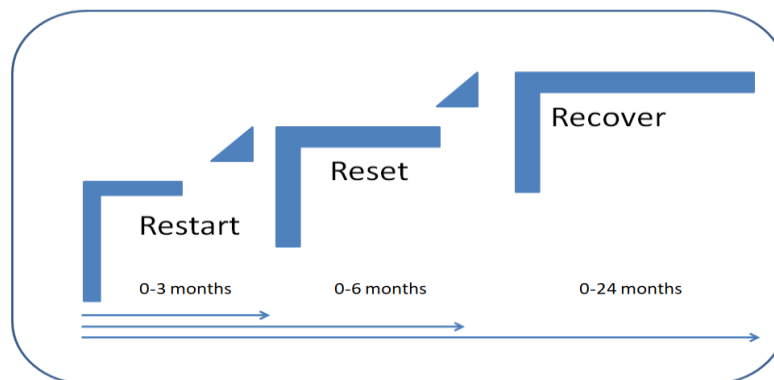 Recover
Reset
Restart
0-3 months
0-6 months
0-24 months